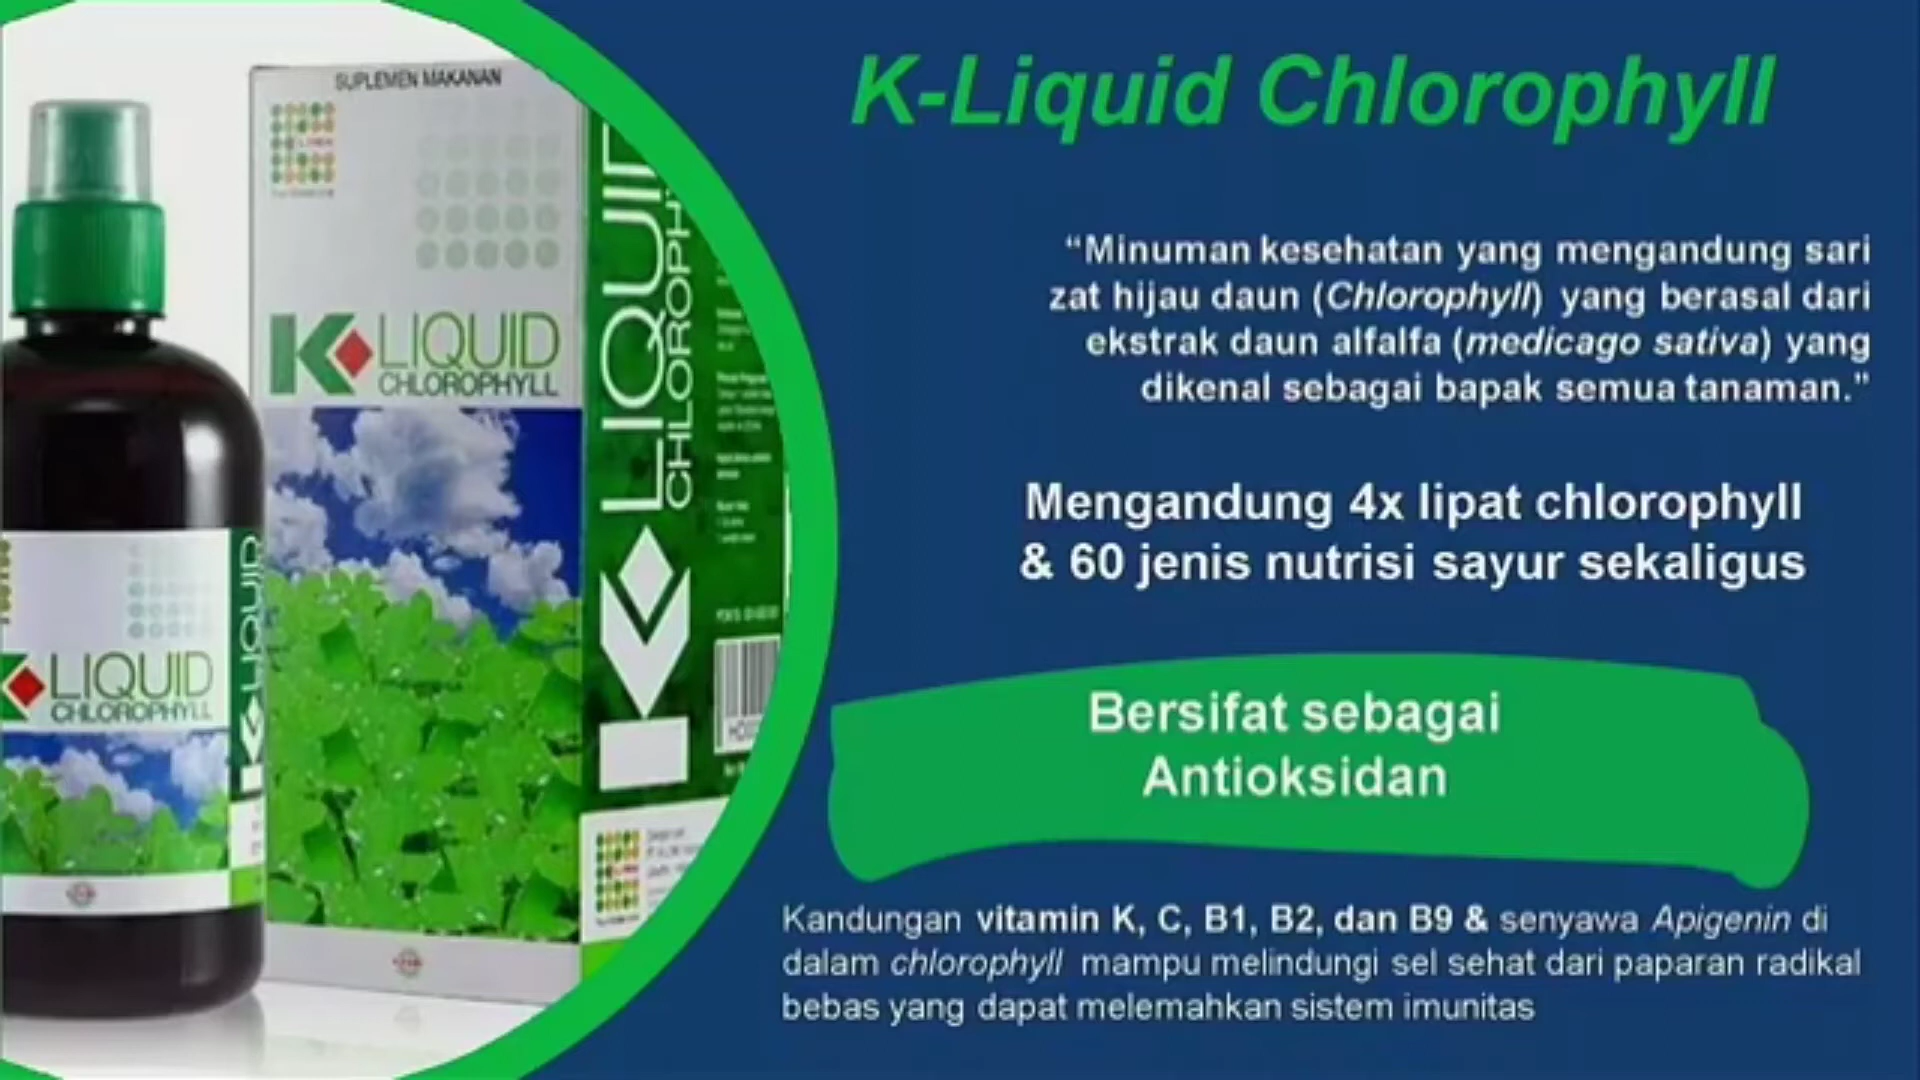 SUPLEMEN MAKANAN
K LIQUID
CHLOROPHYLL
LIQUID
CHLOROPHYLL
K-Liquid Chlorophyll
“Minuman kesehatan yang mengandung sari
zat hijau daun (Chlorophyll) yang berasal dari
ekstrak daun alfalfa (medicago sativa) yang
dikenal sebagai bapak semua tanaman.”
Mengandung 4x lipat chlorophyll
& 60 jenis nutrisi sayur sekaligus
Bersifat sebagai
Antioksidan
Kandungan vitamin K, C, B1, B2, dan B9 & senyawa Apigenin di
dalam chlorophyll mampu melindungi sel sehat dari paparan radikal
bebas yang dapat melemahkan sistem imunitas